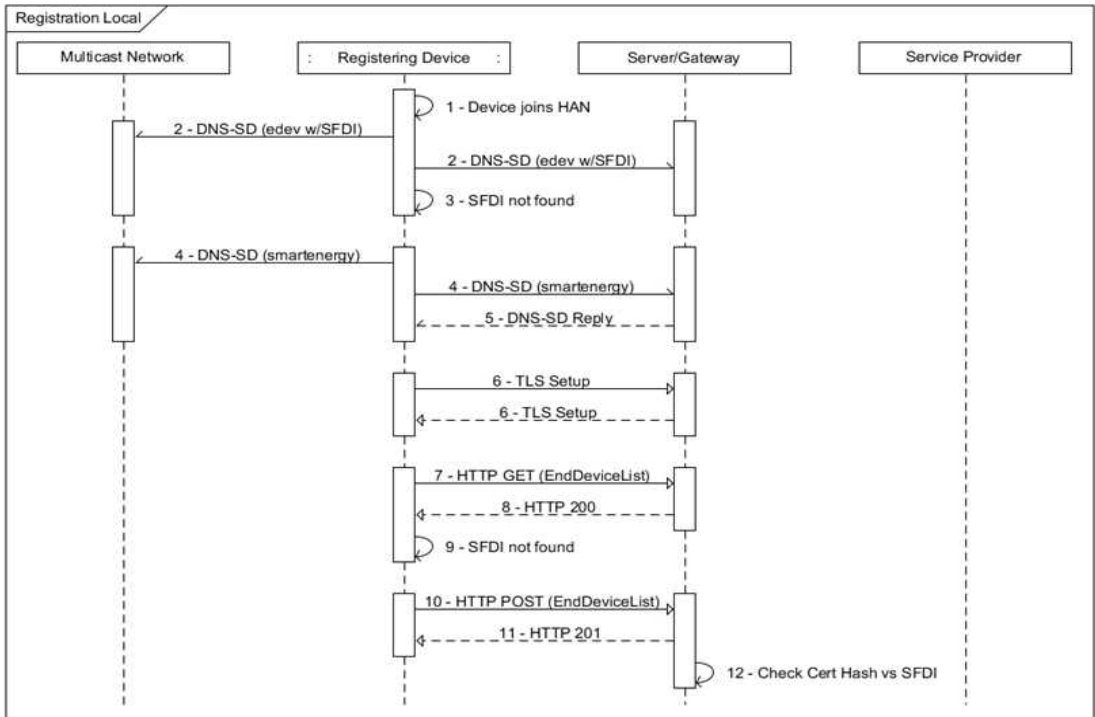 Registration Local
Multicast Network
: Registering Device :
Server/Gateway
Service Provider
1 - Device joins HAN
2 - DNS-SD (edev w/SFDI)
2 - DNS-SD (edev w/SFDI)
3 - SFDI not found
4 - DNS-SD (smartenergy)
4 - DNS-SD (smartenergy)
5 - DNS-SD Reply
6 - TLS Setup
6 - TLS Setup
7 - HTTP GET (EndDeviceList)
8 - HTTP 200
9 - SFDI not found
10 - HTTP POST (EndDeviceList)
11 - HTTP 201
12 - Check Cert Hash vs SFDI